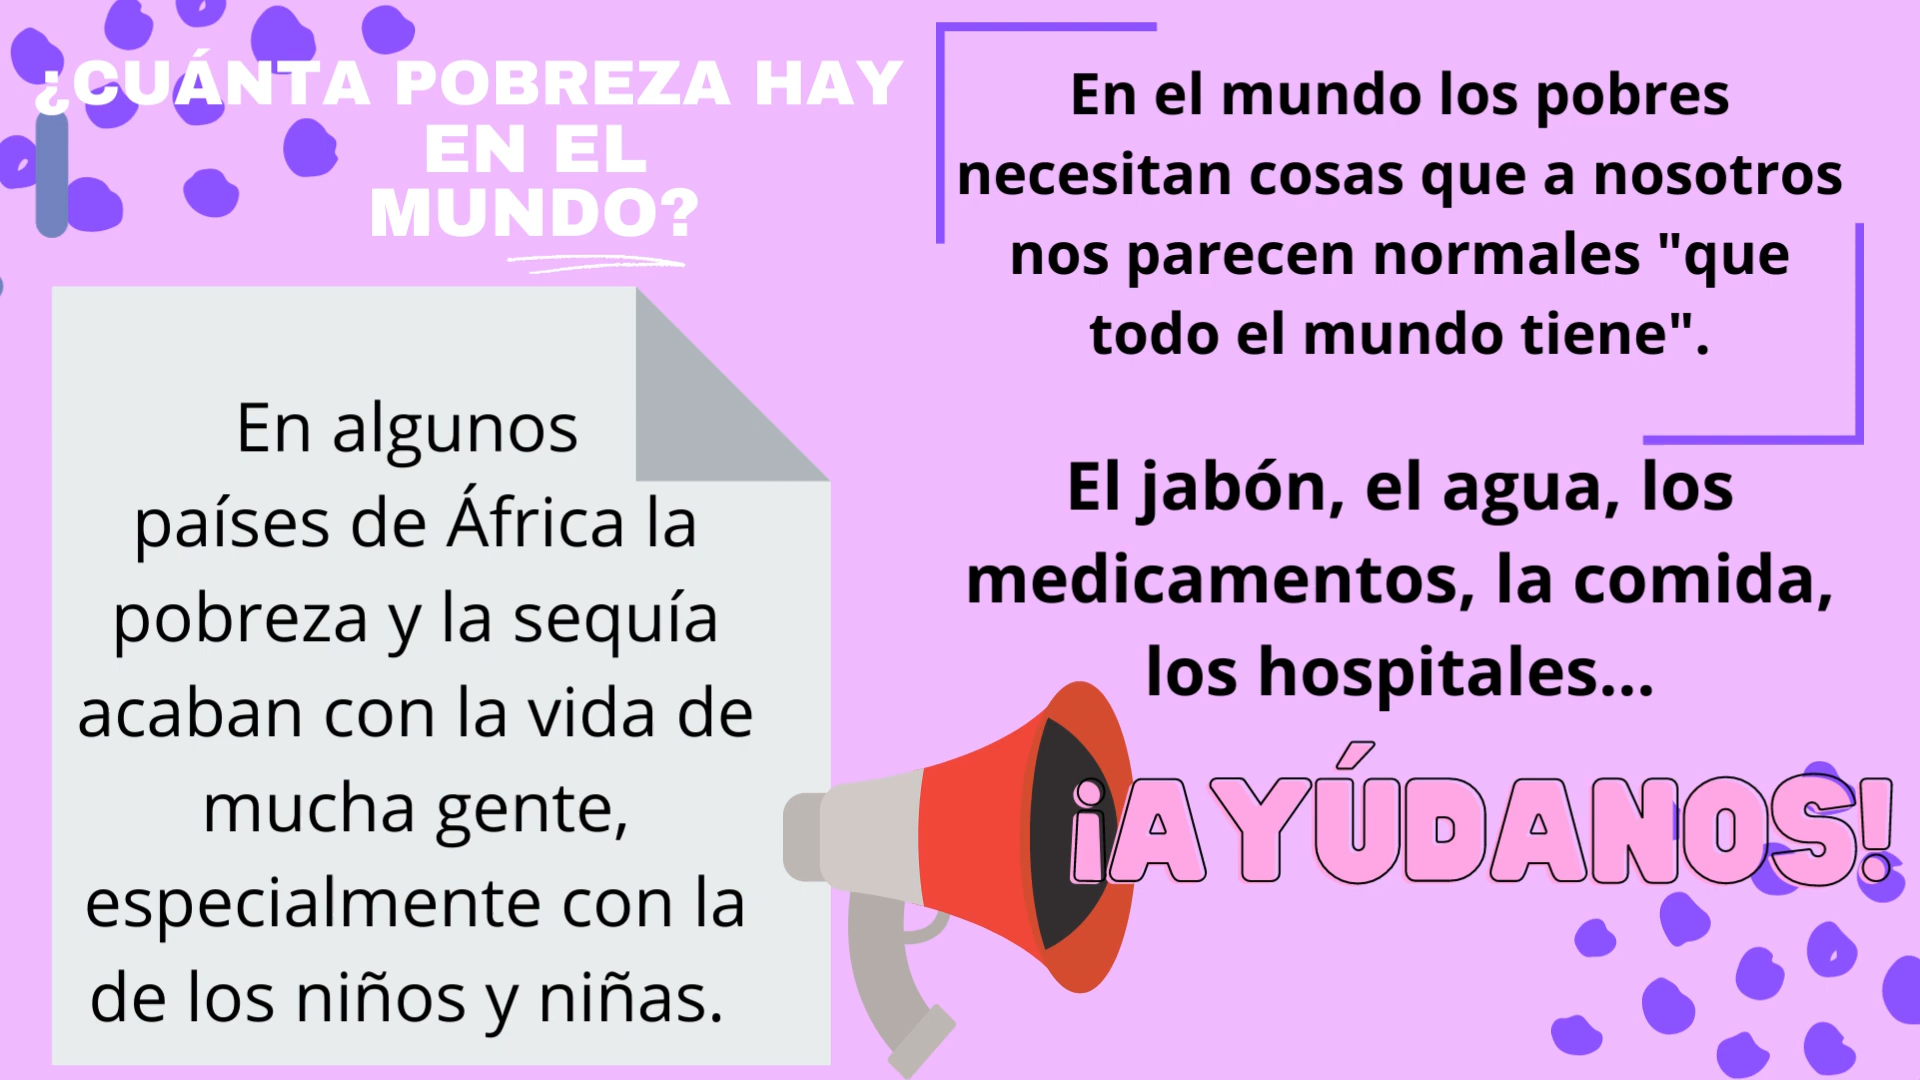 ¿CUÁNTA POBREZA HAY
EN EL
MUNDO?
En algunos
países de África la
pobreza y la sequía
acaban con la vida de
mucha gente,
especialmente con la
de los niños y niñas.
En el mundo los pobres
necesitan cosas que a nosotros
nos parecen normales "que
todo el mundo tiene".
El jabón, el agua, los
medicamentos, la comida,
los hospitales...
¡AYÚDANOS!